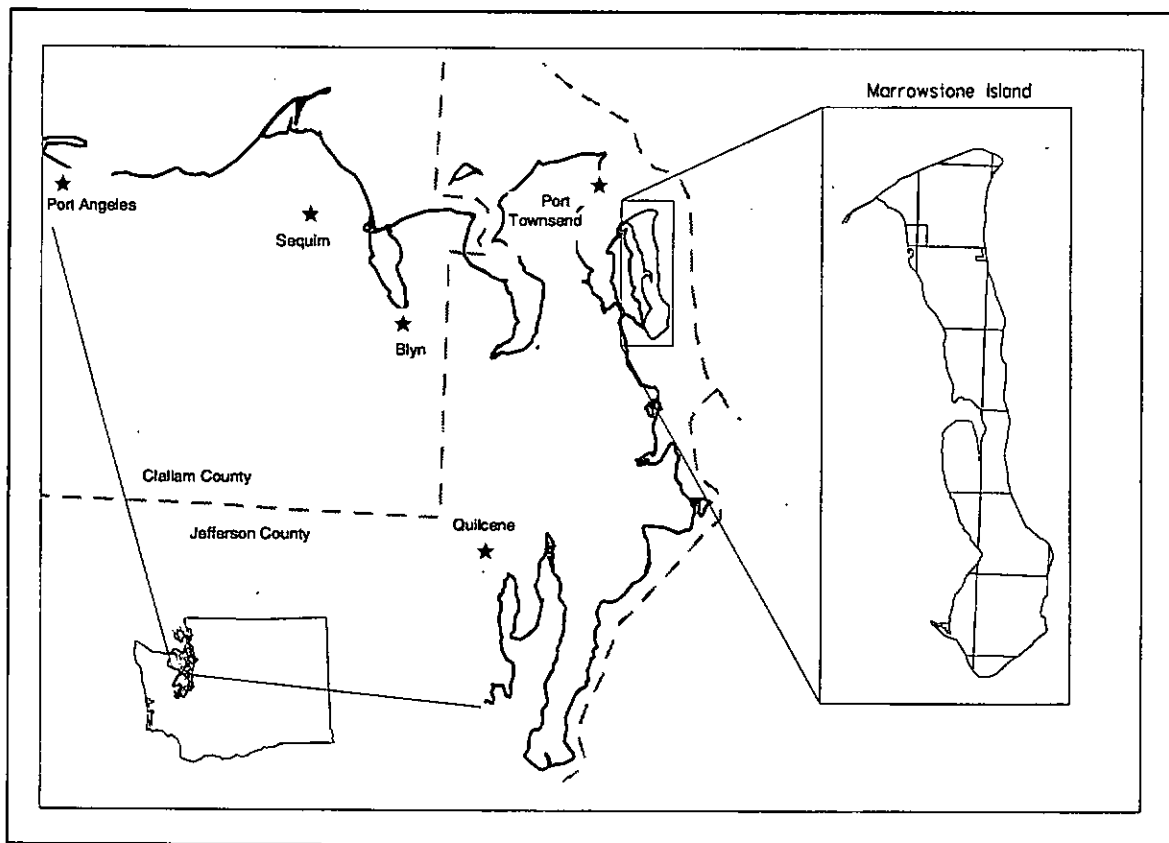 Marrowstone Island
Port Angeles
Sequim
Port
Townsend
Blyn
Clallam County
Jefferson County
Quilcene